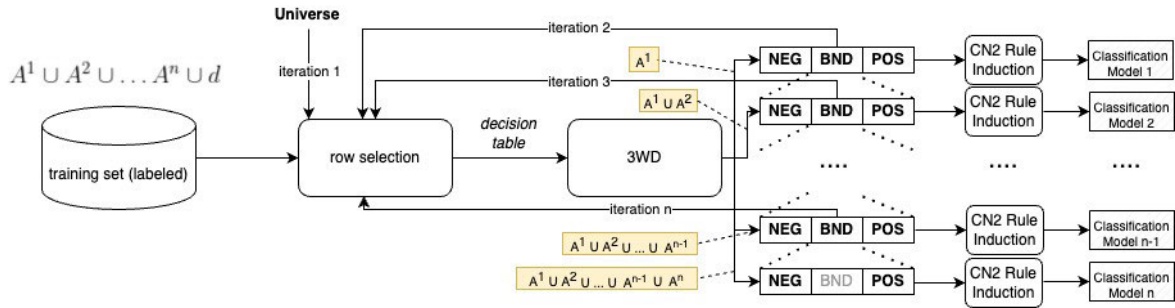 Universe
iteration 2
iteration 1
A¹ ∪ A² ∪ … Aⁿ ∪ d
training set (labeled)
row selection
decision
table
3WD
iteration 3
iteration n
A¹
A¹ ∪ A²
A¹ ∪ A² ∪ ... ∪ Aⁿ⁻¹
A¹ ∪ A² ∪ ... ∪ Aⁿ⁻¹ ∪ Aⁿ
NEG BND POS
CN2 Rule
Induction
Classification
Model 1
NEG BND POS
CN2 Rule
Induction
Classification
Model 2
.... .... ....
NEG BND POS
CN2 Rule
Induction
Classification
Model n-1
NEG BND POS
CN2 Rule
Induction
Classification
Model n